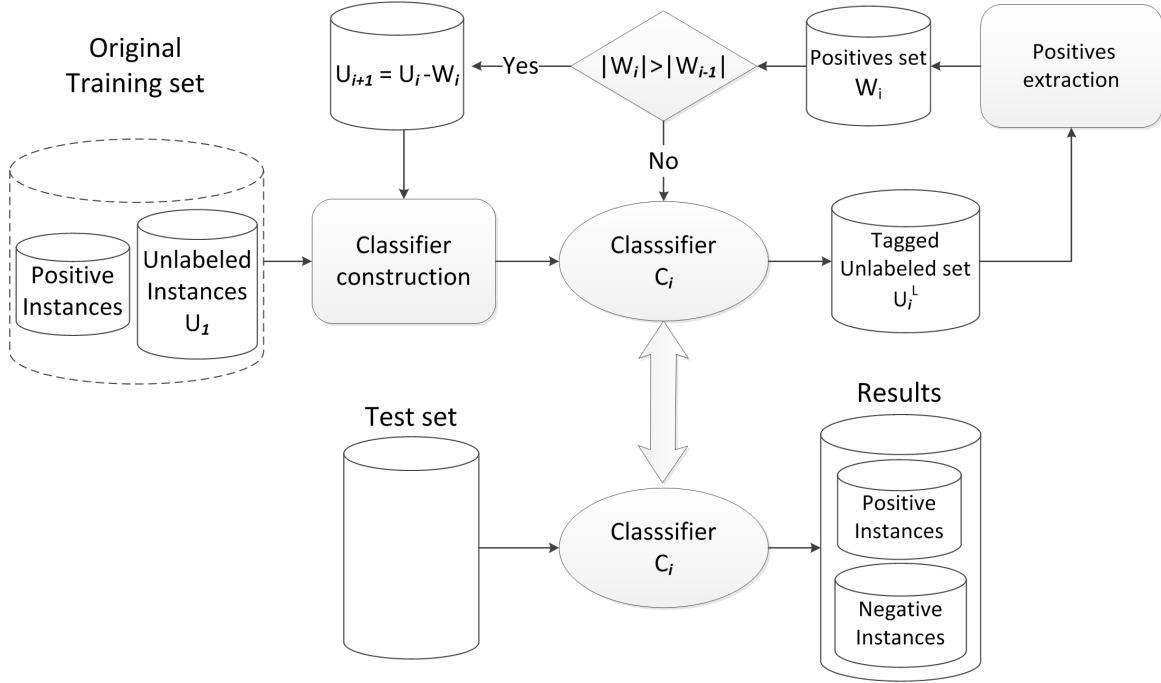 Original
Training set
Positive
Instances
Unlabeled
Instances
U1
Ui+1 = Ui-Wi
Yes
|Wi|>|Wi-1|
No
Positives set
Wi
Positives
extraction
Classifier
construction
Classsifier
Ci
Tagged
Unlabeled set
UiL
Test set
Classsifier
Ci
Results
Positive
Instances
Negative
Instances